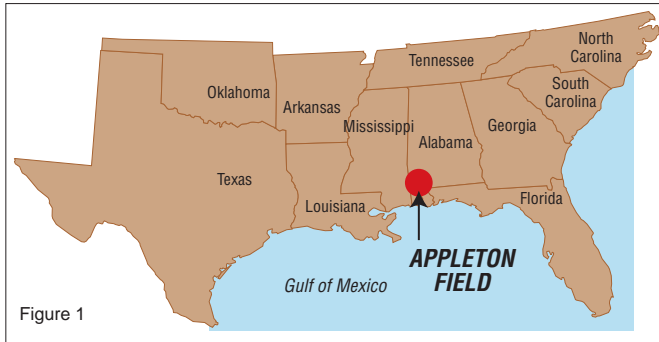 North
Carolina
Tennessee
Oklahoma
Arkansas
South
Carolina
Mississippi
Alabama
Georgia
Texas
Louisiana
Florida
APPLETON
FIELD
Gulf of Mexico
Figure 1